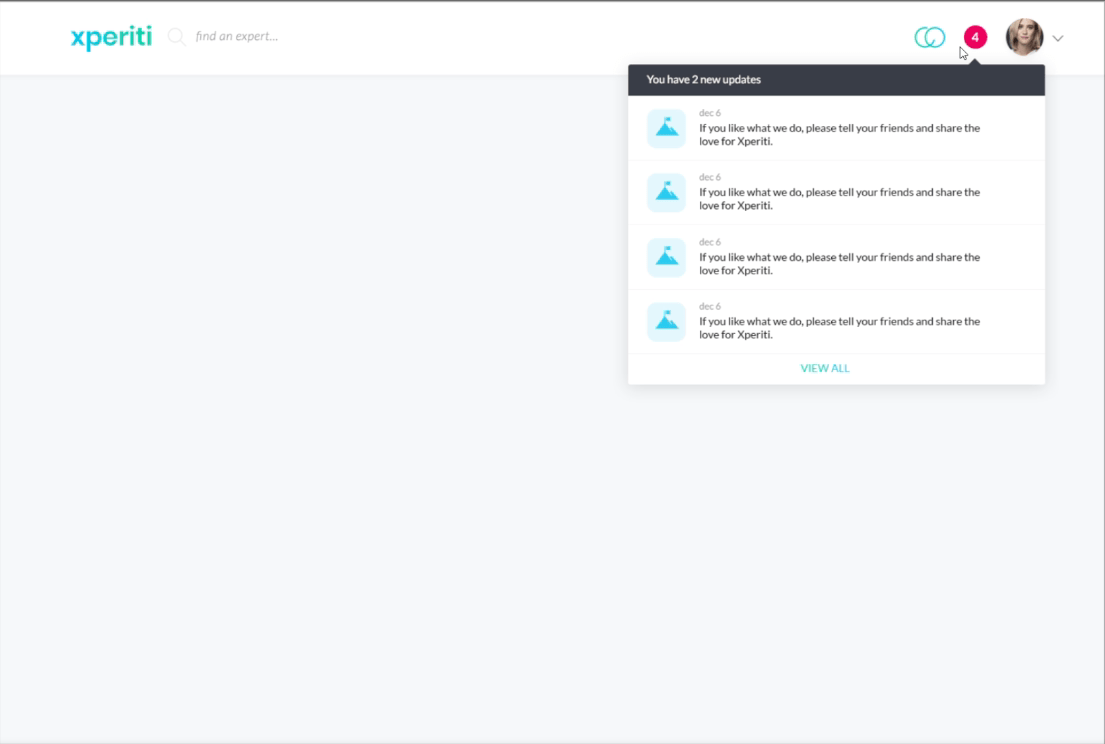 xperiti
find an expert...
4
You have 2 new updates
dec 6
If you like what we do, please tell your friends and share the
love for Xperiti.
dec 6
If you like what we do, please tell your friends and share the
love for Xperiti.
dec 6
If you like what we do, please tell your friends and share the
love for Xperiti.
dec 6
If you like what we do, please tell your friends and share the
love for Xperiti.
VIEW ALL